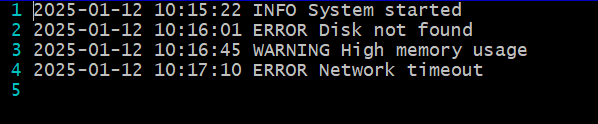 1 2025-01-12 10:15:22 INFO System started
2 2025-01-12 10:16:01 ERROR Disk not found
3 2025-01-12 10:16:45 WARNING High memory usage
4 2025-01-12 10:17:10 ERROR Network timeout
5